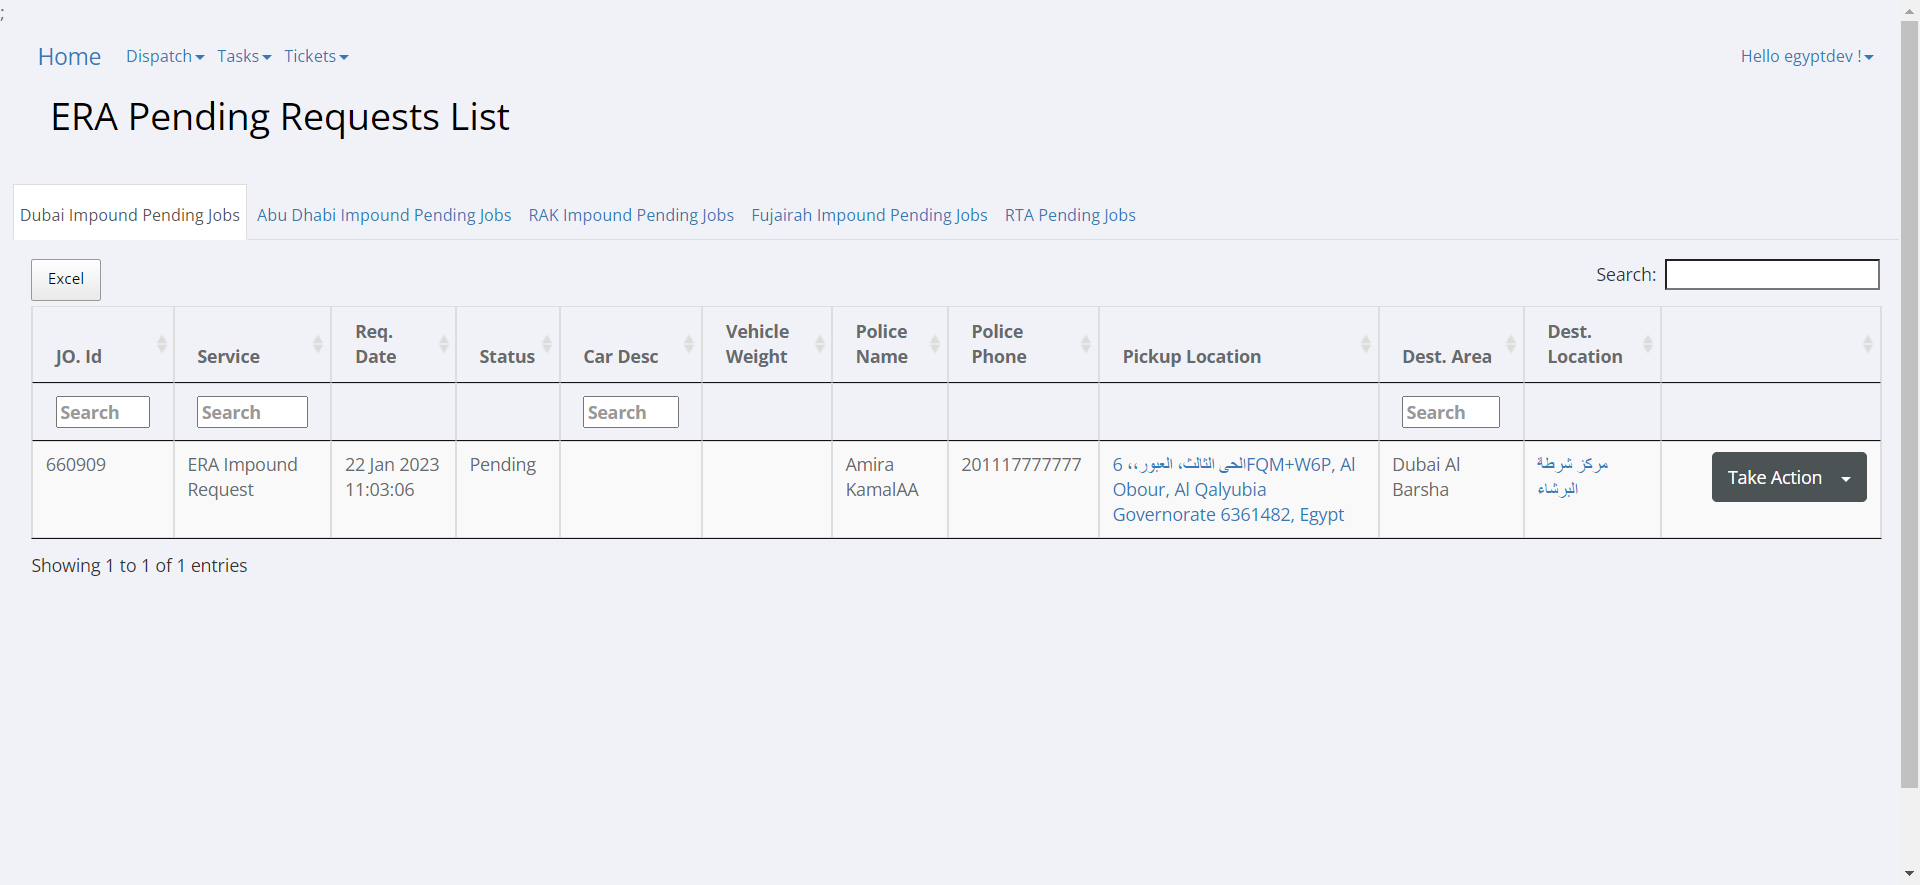 ;
Home Dispatch Tasks Tickets Hello egyptdev !
ERA Pending Requests List
Dubai Impound Pending Jobs Abu Dhabi Impound Pending Jobs RAK Impound Pending Jobs Fujairah Impound Pending Jobs RTA Pending Jobs
Excel Search:
JO. Id Service Req. Date Status Car Desc Vehicle Weight Police Name Police Phone Pickup Location Dest. Area Dest. Location
Search Search Search Search
660909 ERA Impound Request 22 Jan 2023 11:03:06 Pending Amira KamalAA 201117777777
6 الحى الثالث، العبور،، FQM+W6P, Al
Obour, Al Qalyubia
Governorate 6361482, Egypt
Dubai Al Barsha
مركز شرطة
البرشاء
Take Action
Showing 1 to 1 of 1 entries